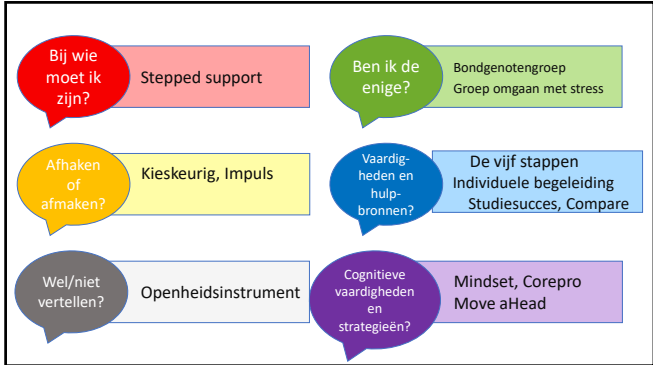 Bij wie
moet ik
zijn?
Stepped support
Ben ik de
enige?
Bondgenotengroep
Groep omgaan met stress
Afhaken
of
afmaken?
Kieskeurig, Impuls
Vaardig-
heden en
hulp-
bronnen?
De vijf stappen
Individuele begeleiding
Studiesucces, Compare
Wel/niet
vertellen?
Openheidsinstrument
Cognitieve
vaardigheden
en
strategieën?
Mindset, Corepro
Move aHead